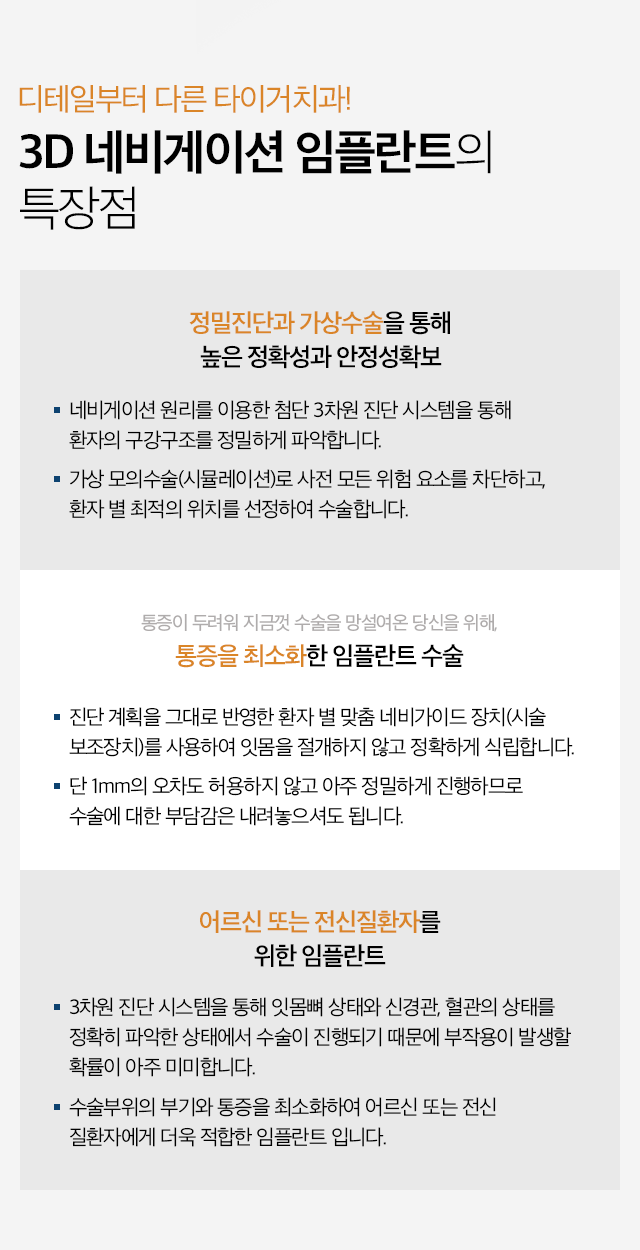 디테일부터 다른 타이거치과!
3D 네비게이션 임플란트의
특장점
정밀진단과 가상수술을 통해
높은 정확성과 안정성확보
▪ 네비게이션 원리를 이용한 첨단 3차원 진단 시스템을 통해
환자의 구강구조를 정밀하게 파악합니다.
▪ 가상 모의수술(시뮬레이션)로 사전 모든 위험 요소를 차단하고,
환자 별 최적의 위치를 선정하여 수술합니다.
통증이 두려워 지금껏 수술을 망설여온 당신을 위해,
통증을 최소화한 임플란트 수술
▪ 진단 계획을 그대로 반영한 환자 별 맞춤 네비가이드 장치(시술
보조장치)를 사용하여 잇몸을 절개하지 않고 정확하게 식립합니다.
▪ 단 1mm의 오차도 허용하지 않고 아주 정밀하게 진행하므로
수술에 대한 부담감은 내려놓으셔도 됩니다.
어르신 또는 전신질환자를
위한 임플란트
▪ 3차원 진단 시스템을 통해 잇몸뼈 상태와 신경관, 혈관의 상태를
정확히 파악한 상태에서 수술이 진행되기 때문에 부작용이 발생할
확률이 아주 미미합니다.
▪ 수술부위의 부기와 통증을 최소화하여 어르신 또는 전신
질환자에게 더욱 적합한 임플란트 입니다.